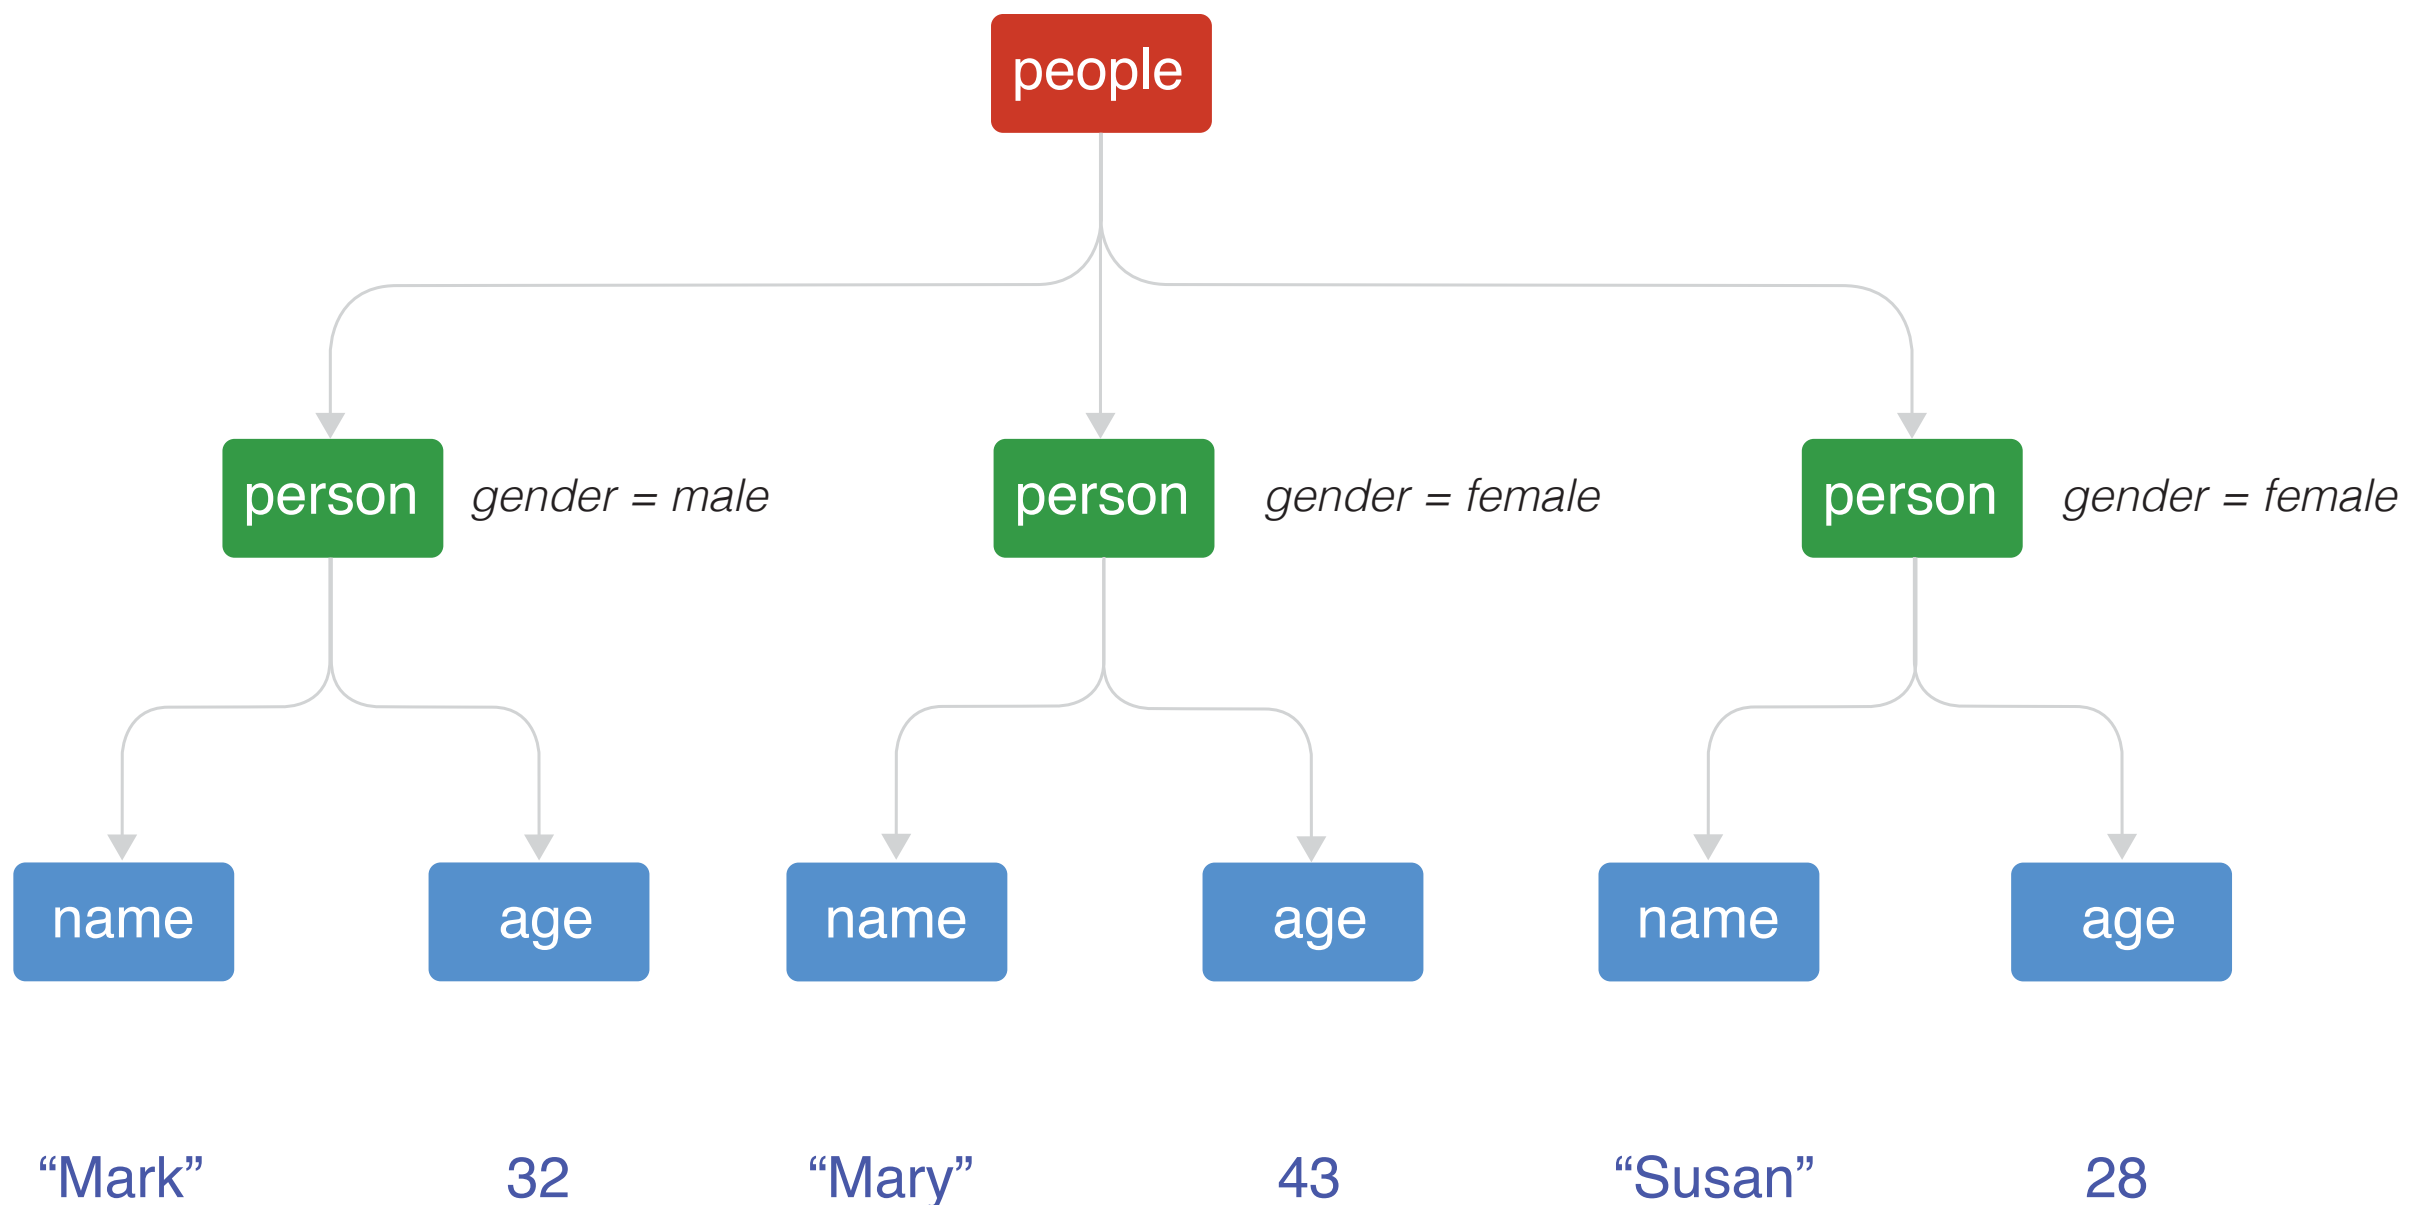 people
person gender = male person gender = female person gender = female
name age name age name age
“Mark” 32 “Mary” 43 “Susan” 28